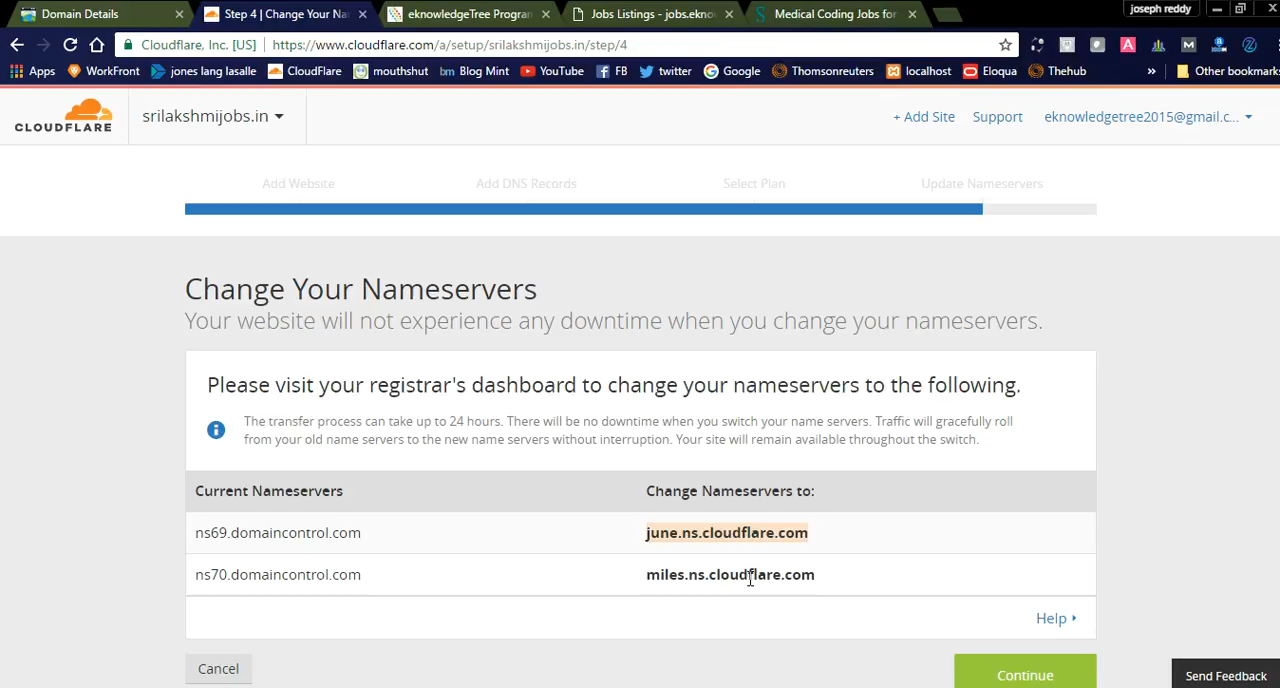 Domain Details
Step 4 | Change Your Na
eknowledgeTree Progran
Jobs Listings - jobs.eknow
Medical Coding Jobs for
joseph reddy
Cloudflare, Inc. [US]
https://www.cloudflare.com/a/setup/srilakshmijobs.in/step/4
Apps
WorkFront
jones lang lasalle
CloudFlare
mouthshut
bm Blog Mint
YouTube
FB
twitter
Google
Thomsonreuters
localhost
Eloqua
Thehub
»
Other bookmarks
CLOUDFLARE
srilakshmijobs.in
+ Add Site
Support
eknowledgetree2015@gmail.c...
Add Website
Add DNS Records
Select Plan
Update Nameservers
Change Your Nameservers
Your website will not experience any downtime when you change your nameservers.
Please visit your registrar's dashboard to change your nameservers to the following.
The transfer process can take up to 24 hours. There will be no downtime when you switch your name servers. Traffic will gracefully roll
from your old name servers to the new name servers without interruption. Your site will remain available throughout the switch.
Current Nameservers
Change Nameservers to:
ns69.domaincontrol.com
june.ns.cloudflare.com
ns70.domaincontrol.com
miles.ns.cloudflare.com
Help
Cancel
Continue
Send Feedback